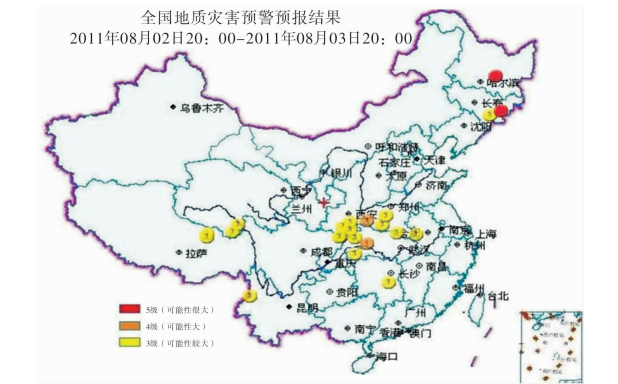 全国地质灾害预警预报结果
2011年08月02日20：00-2011年08月03日20：00
哈尔滨
乌鲁木齐
长春
沈阳
呼和浩特
天津
石家庄
银川
太原
西宁
济南
兰州
郑州
西安
南京
上海
拉萨
成都
武汉
杭州
重庆
南昌
长沙
贵阳
福州
台北
昆明
广州
南宁
香港
澳门
海口
5级（可能性很大）
4级（可能性大）
3级（可能性较大）